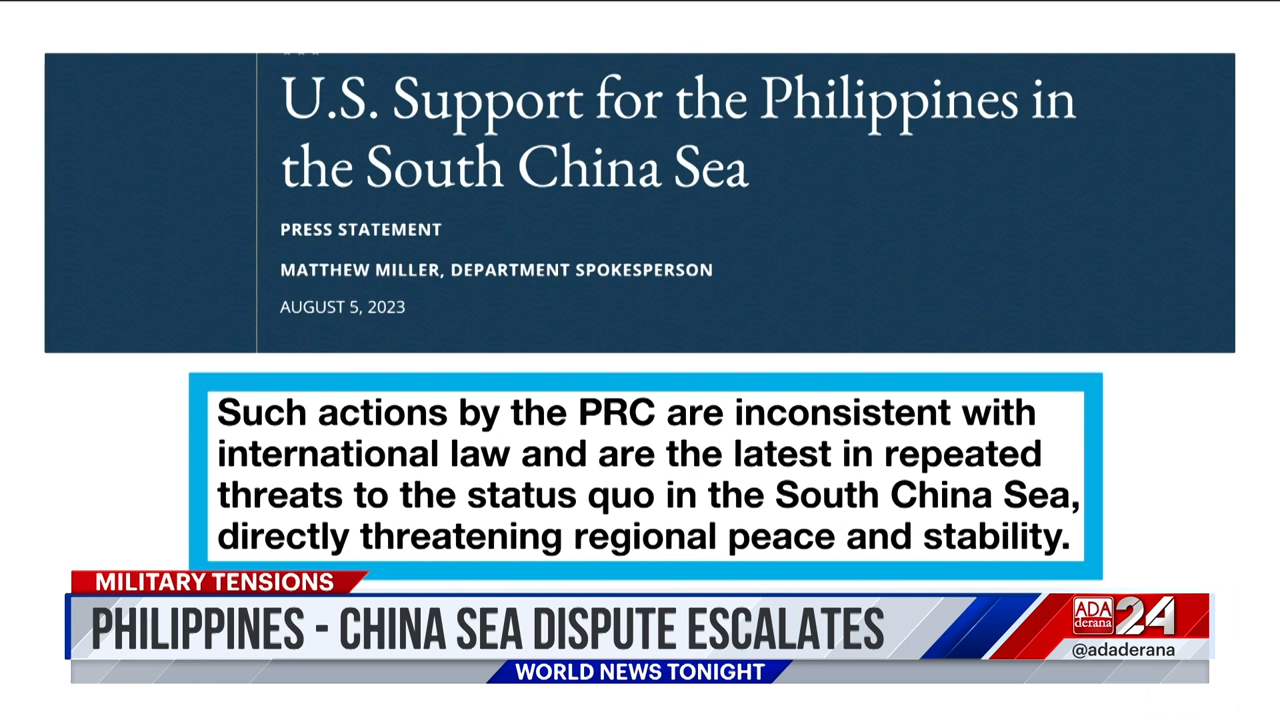 U.S. Support for the Philippines in
the South China Sea
PRESS STATEMENT
MATTHEW MILLER, DEPARTMENT SPOKESPERSON
AUGUST 5, 2023
Such actions by the PRC are inconsistent with
international law and are the latest in repeated
threats to the status quo in the South China Sea,
directly threatening regional peace and stability.
MILITARY TENSIONS
PHILIPPINES - CHINA SEA DISPUTE ESCALATES
ADA
derana
24
@adaderana
WORLD NEWS TONIGHT